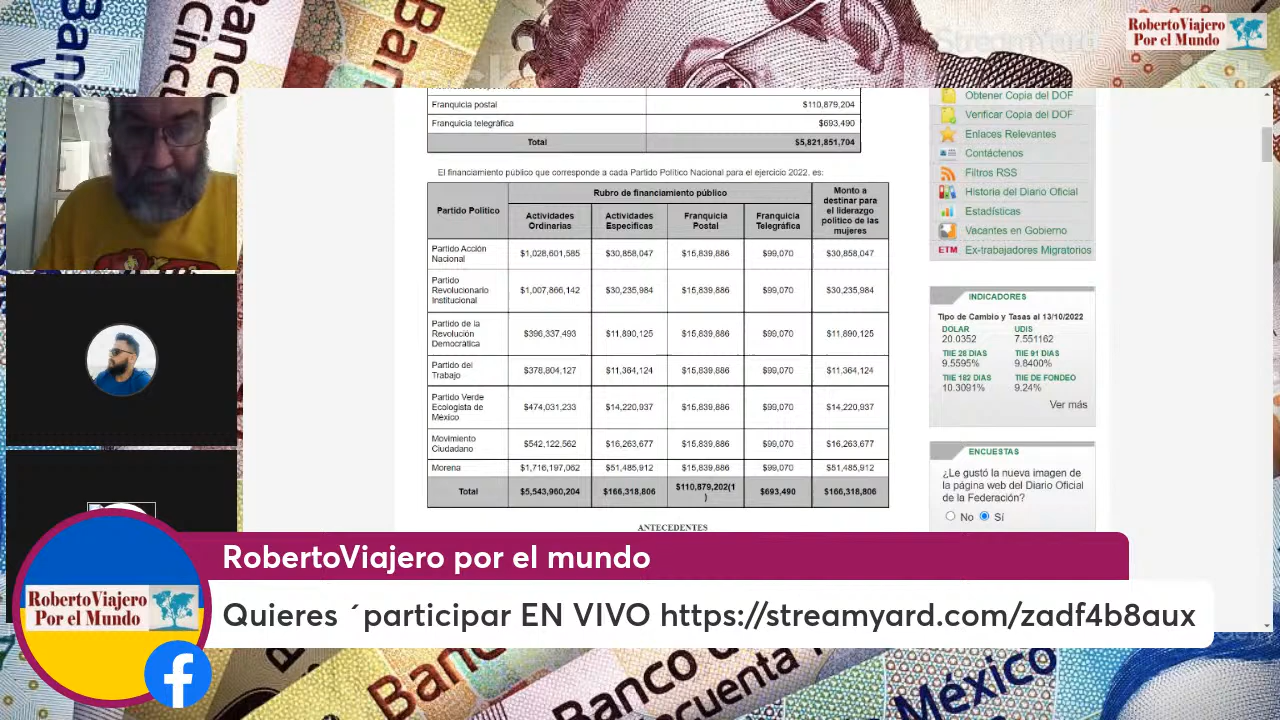 Banco
Ve
Banco
Cinc
Banco
Banco
StreamYard
RobertoViajero
Por el Mundo
Franquicia postal $110,879,204
Franquicia telegráfica $693,490
Total $5,821,851,704
El financiamiento público que corresponde a cada Partido Político Nacional para el ejercicio 2022, es:
Partido Político
Rubro de financiamiento público
Monto a destinar para el liderazgo político de las mujeres
Actividades Ordinarias
Actividades Específicas
Franquicia Postal
Franquicia Telegráfica
Partido Acción Nacional $1,028,601,585 $30,858,047 $15,839,886 $99,070 $30,858,047
Partido Revolucionario Institucional $1,007,866,142 $30,235,984 $15,839,886 $99,070 $30,235,984
Partido de la Revolución Democrática $396,337,493 $11,890,125 $15,839,886 $99,070 $11,890,125
Partido del Trabajo $378,804,127 $11,364,124 $15,839,886 $99,070 $11,364,124
Partido Verde Ecologista de México $474,031,233 $14,220,937 $15,839,886 $99,070 $14,220,937
Movimiento Ciudadano $542,122,562 $16,263,677 $15,839,886 $99,070 $16,263,677
Morena $1,716,197,062 $51,485,912 $15,839,886 $99,070 $51,485,912
Total $5,543,960,204 $166,318,806 $110,879,202(1) $693,490 $166,318,806
ANTECEDENTES
Obtener Copia del DOF
Verificar Copia del DOF
Enlaces Relevantes
Contáctenos
Filtros RSS
Historia del Diario Oficial
Estadísticas
Vacantes en Gobierno
ETM Ex-trabajadores Migratorios
INDICADORES
Tipo de Cambio y Tasas al 13/10/2022
DOLAR UDIS
20.0352 7.551162
TIIE 28 DIAS TIIE 91 DIAS
9.5595% 9.8400%
TIIE 182 DIAS TIIE DE FONDEO
10.3091% 9.24%
Ver más
ENCUESTAS
¿Le gustó la nueva imagen de
la página web del Diario Oficial
de la Federación?
No Sí
RobertoViajero por el mundo
Quieres ´participar EN VIVO https://streamyard.com/zadf4b8aux
RobertoViajero
Por el Mundo
f
Banco
Banco
México